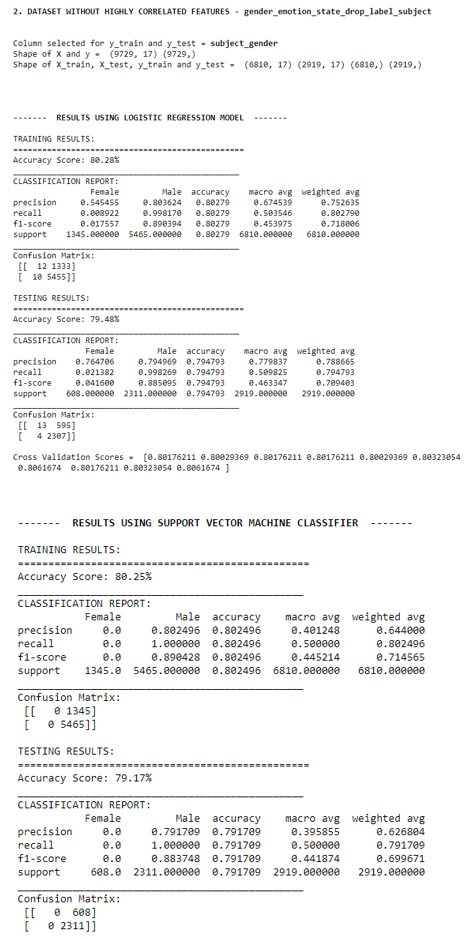 2. DATASET WITHOUT HIGHLY CORRELATED FEATURES - gender_emotion_state_drop_label_subject
Column selected for y_train and y_test = subject_gender
Shape of X and y = (9729, 17) (9729,)
Shape of X_train, X_test, y_train and y_test = (6810, 17) (2919, 17) (6810,) (2919,)
------- RESULTS USING LOGISTIC REGRESSION MODEL -------
TRAINING RESULTS:
===============================================
Accuracy Score: 80.28%
_______________________________________________
CLASSIFICATION REPORT:
Female Male accuracy macro avg weighted avg
precision 0.545455 0.803624 0.80279 0.674539 0.752635
recall 0.008922 0.998170 0.80279 0.503546 0.802790
f1-score 0.017557 0.890394 0.80279 0.453975 0.718006
support 1345.000000 5465.000000 0.80279 6810.000000 6810.000000
_______________________________________________
Confusion Matrix:
[[ 12 1333]
[ 10 5455]]
TESTING RESULTS:
===============================================
Accuracy Score: 79.48%
_______________________________________________
CLASSIFICATION REPORT:
Female Male accuracy macro avg weighted avg
precision 0.764706 0.794969 0.794793 0.779837 0.788665
recall 0.021382 0.998269 0.794793 0.509825 0.794793
f1-score 0.041600 0.885095 0.794793 0.463347 0.709403
support 608.000000 2311.000000 0.794793 2919.000000 2919.000000
_______________________________________________
Confusion Matrix:
[[ 13 595]
[ 4 2307]]
Cross Validation Scores = [0.80176211 0.80029369 0.80176211 0.80176211 0.80029369 0.80323054
0.8061674 0.80176211 0.80323054 0.8061674 ]
------- RESULTS USING SUPPORT VECTOR MACHINE CLASSIFIER -------
TRAINING RESULTS:
===============================================
Accuracy Score: 80.25%
_______________________________________________
CLASSIFICATION REPORT:
Female Male accuracy macro avg weighted avg
precision 0.0 0.802496 0.802496 0.401248 0.644000
recall 0.0 1.000000 0.802496 0.500000 0.802496
f1-score 0.0 0.890428 0.802496 0.445214 0.714565
support 1345.0 5465.000000 0.802496 6810.000000 6810.000000
_______________________________________________
Confusion Matrix:
[[ 0 1345]
[ 0 5465]]
TESTING RESULTS:
===============================================
Accuracy Score: 79.17%
_______________________________________________
CLASSIFICATION REPORT:
Female Male accuracy macro avg weighted avg
precision 0.0 0.791709 0.791709 0.395855 0.626804
recall 0.0 1.000000 0.791709 0.500000 0.791709
f1-score 0.0 0.883748 0.791709 0.441874 0.699671
support 608.0 2311.000000 0.791709 2919.000000 2919.000000
_______________________________________________
Confusion Matrix:
[[ 0 608]
[ 0 2311]]